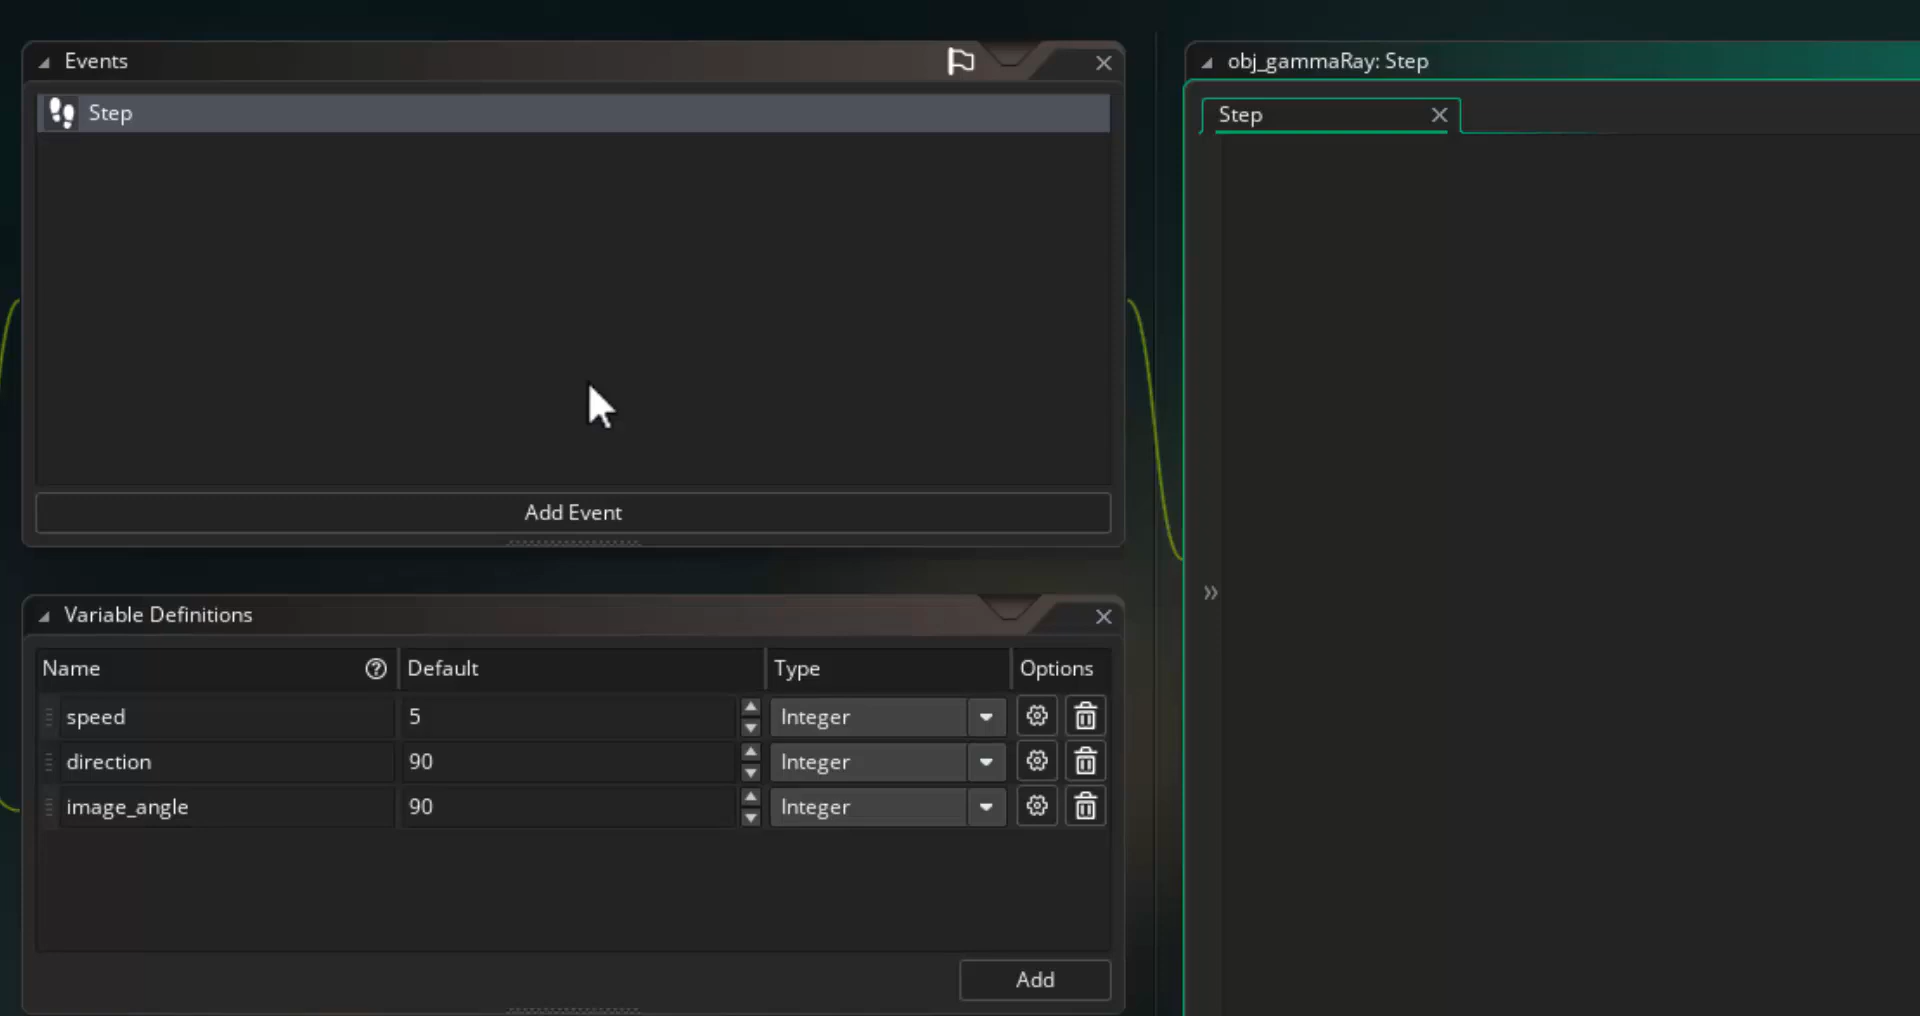 Events
Step
Add Event
Variable Definitions
Name Default Type Options
speed 5 Integer
direction 90 Integer
image_angle 90 Integer
Add
obj_gammaRay: Step
Step